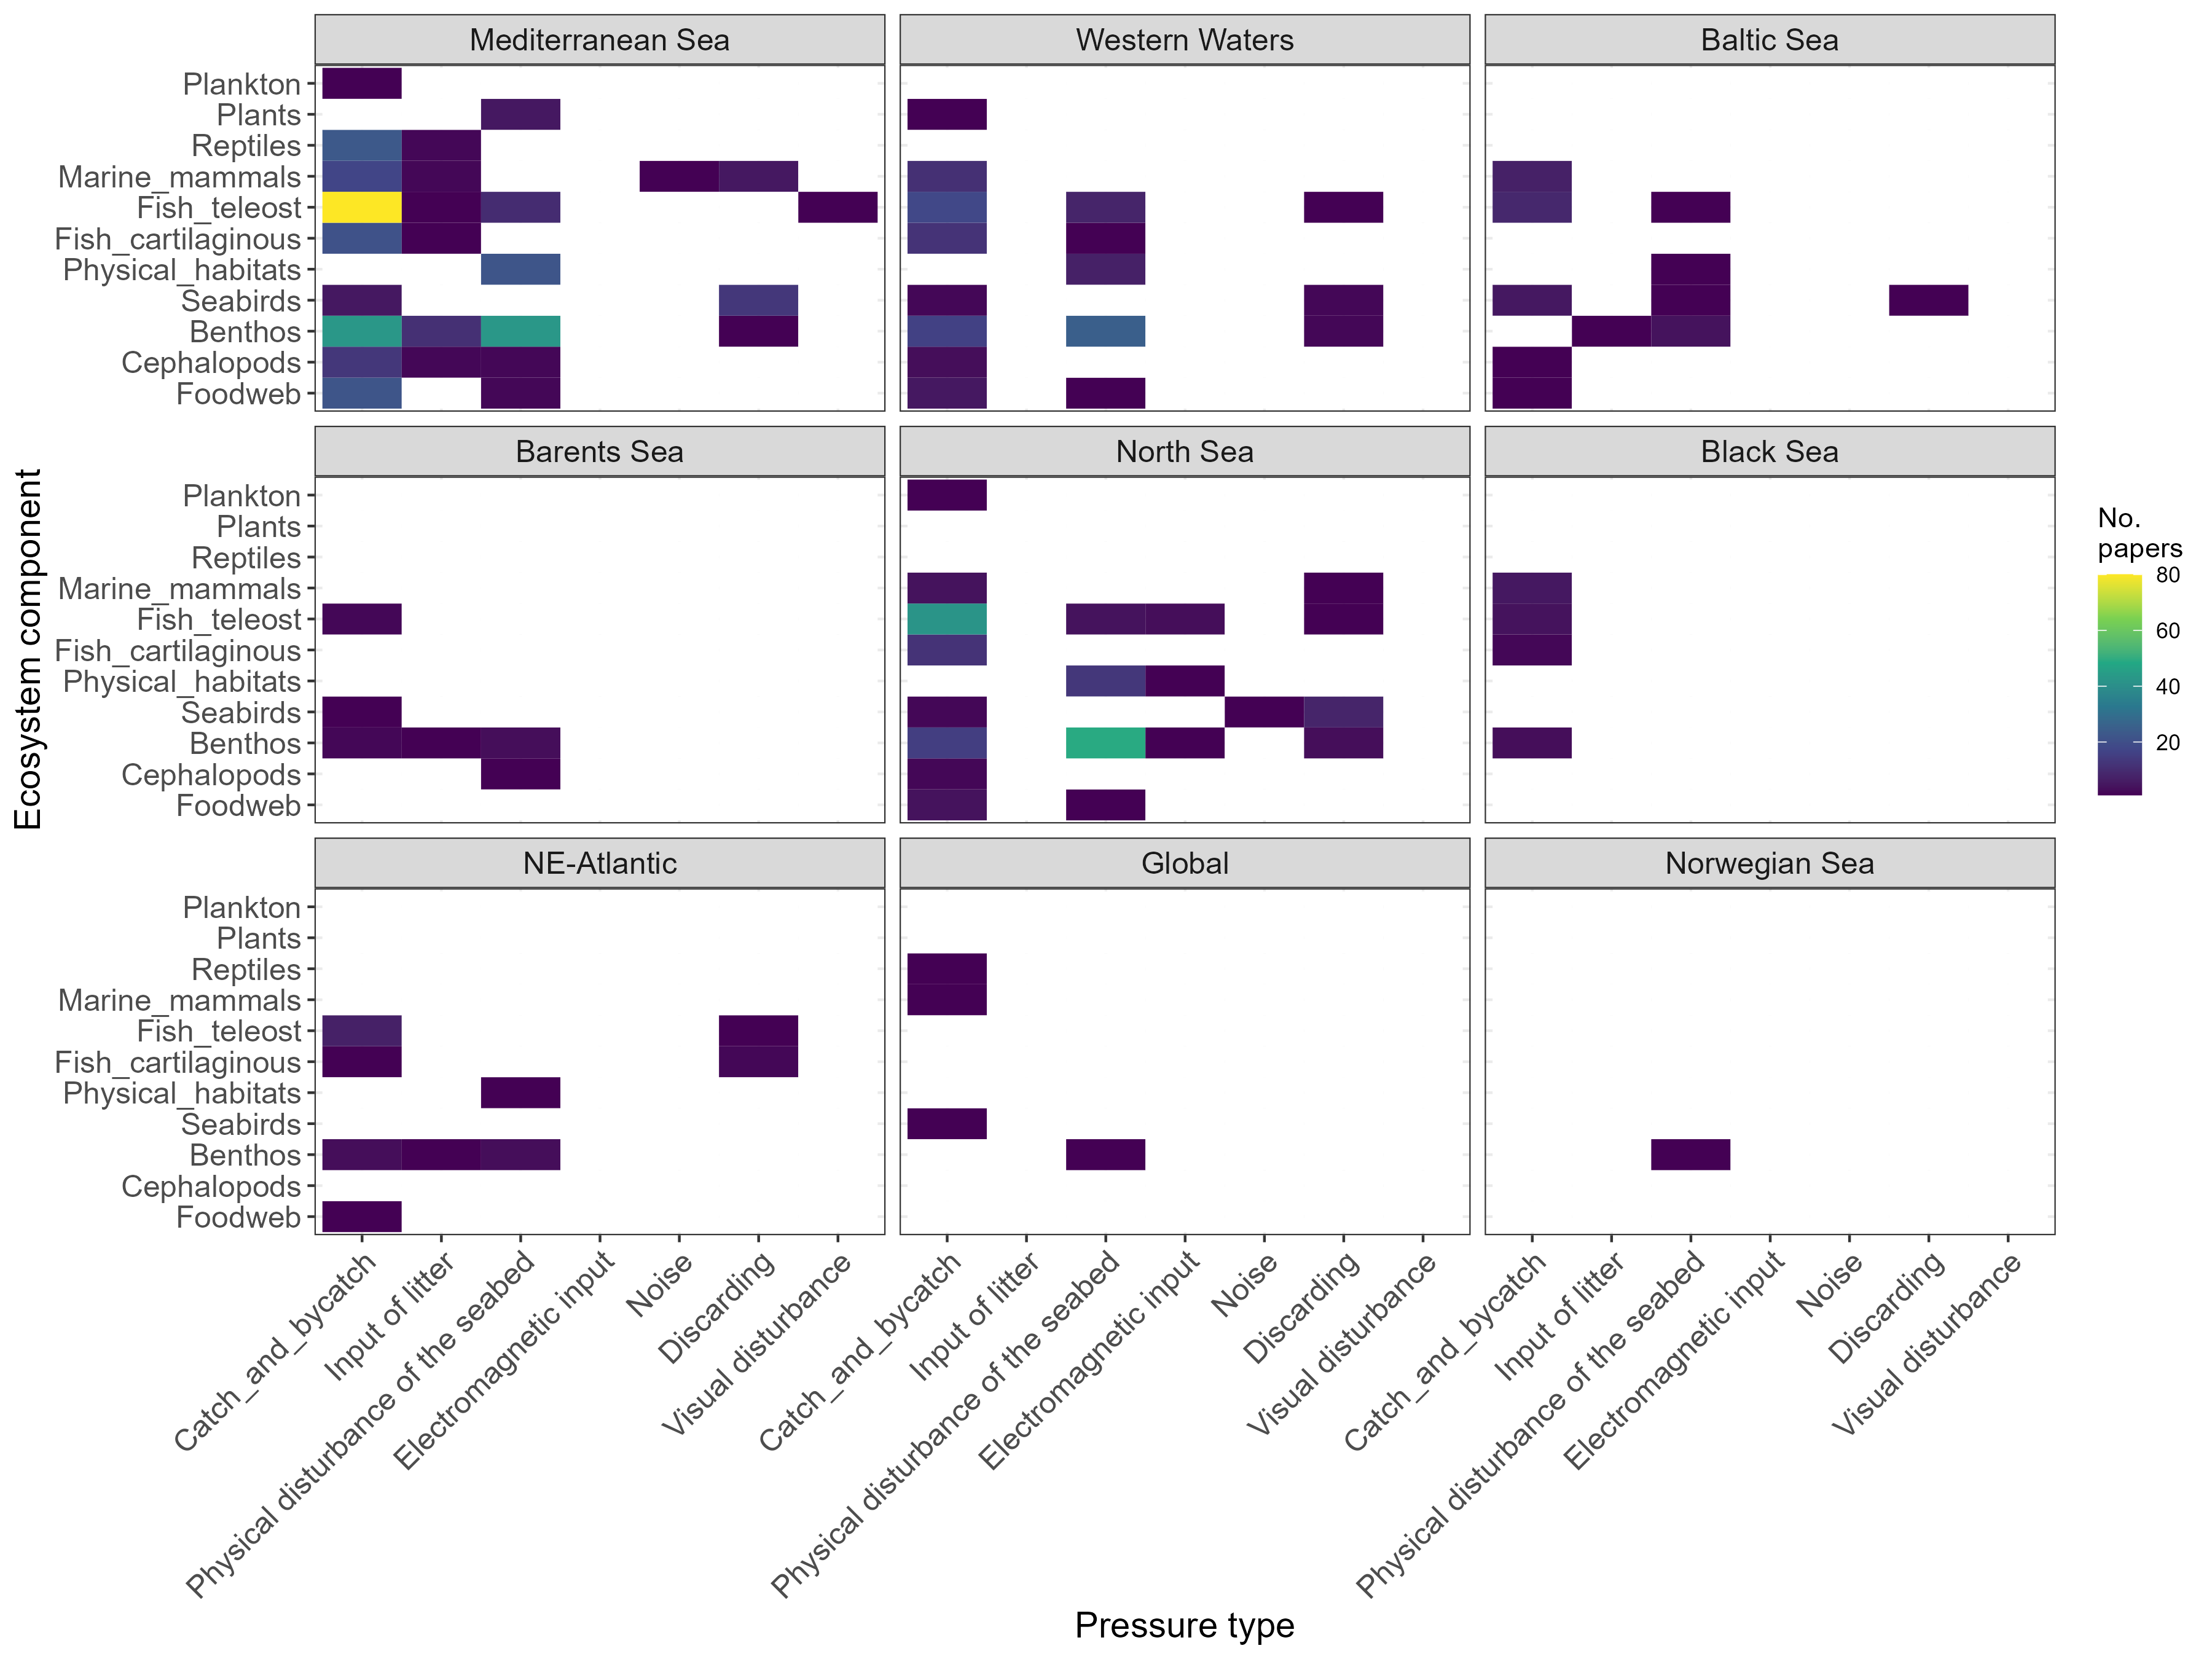 Mediterranean Sea
Western Waters
Baltic Sea
Plankton
Plants
Reptiles
Marine_mammals
Fish_teleost
Fish_cartilaginous
Physical_habitats
Seabirds
Benthos
Cephalopods
Foodweb
Barents Sea
North Sea
Black Sea
Plankton
Plants
Reptiles
Marine_mammals
Fish_teleost
Fish_cartilaginous
Physical_habitats
Seabirds
Benthos
Cephalopods
Foodweb
NE-Atlantic
Global
Norwegian Sea
Plankton
Plants
Reptiles
Marine_mammals
Fish_teleost
Fish_cartilaginous
Physical_habitats
Seabirds
Benthos
Cephalopods
Foodweb
Catch_and_bycatch
Input of litter
Physical disturbance of the seabed
Electromagnetic input
Noise
Discarding
Visual disturbance
Catch_and_bycatch
Input of litter
Physical disturbance of the seabed
Electromagnetic input
Noise
Discarding
Visual disturbance
Catch_and_bycatch
Input of litter
Physical disturbance of the seabed
Electromagnetic input
Noise
Discarding
Visual disturbance
Pressure type
Ecosystem component
No.
papers
80
60
40
20